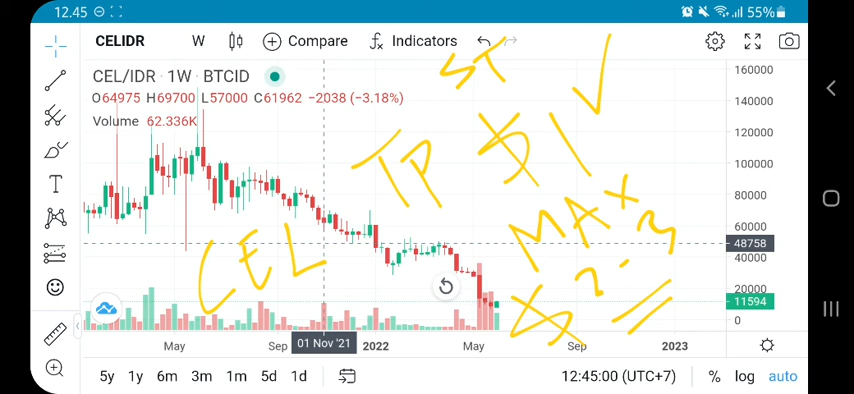 12.45 55%
CELIDR W Compare Indicators
CEL/IDR · 1W · BTCID
O64975 H69700 L57000 C61962 −2038 (−3.18%)
Volume 62.336K
160000
140000
120000
100000
80000
60000
48758
40000
20000
11594
0
ST
TP $ 1
MAX
$ 2.3
CEL
May Sep 01 Nov '21 2022 May Sep 2023
5y 1y 6m 3m 1m 5d 1d 12:45:00 (UTC+7) % log auto